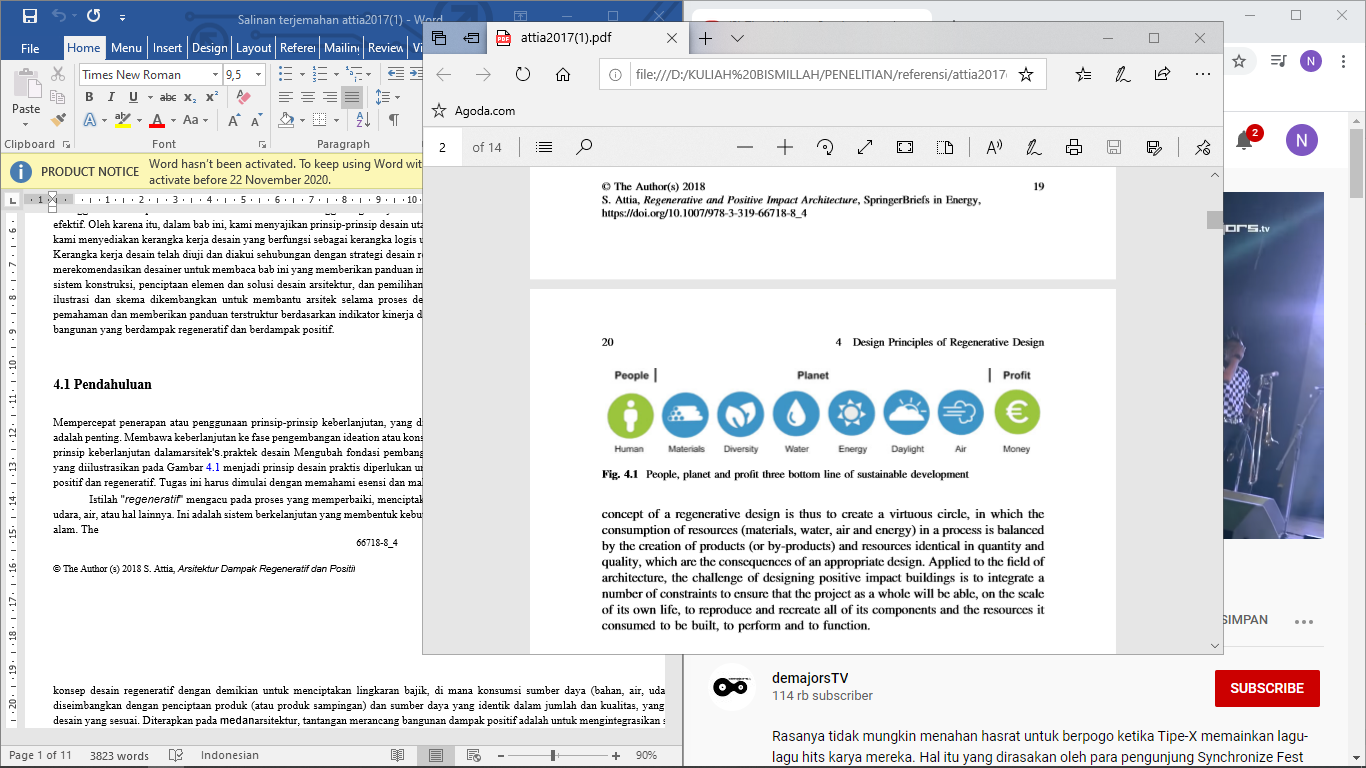 Salinan terjemahan attia2017(1) - Word
File
Home
Menu
Insert
Design
Layout
Mailin
Review
Times New Roman
9,5
Paste
B I U abc x₂ x²
Aa
Clipboard
Font
Paragraph
PRODUCT NOTICE
Word hasn't been activated. To keep using Word wit
activate before 22 November 2020.
efektif. Oleh karena itu, dalam bab ini, kami menyajikan prinsip-prinsip desain uta
kami menyediakan kerangka kerja desain yang berfungsi sebagai kerangka logis u
Kerangka kerja desain telah diuji dan diakui sehubungan dengan strategi desain re
merekomendasikan desainer untuk membaca bab ini yang memberikan panduan in
sistem konstruksi, penciptaan elemen dan solusi desain arsitektur, dan pemilihan
ilustrasi dan skema dikembangkan untuk membantu arsitek selama proses de
pemahaman dan memberikan panduan terstruktur berdasarkan indikator kinerja d
bangunan yang berdampak regeneratif dan berdampak positif.
4.1 Pendahuluan
Mempercepat penerapan atau penggunaan prinsip-prinsip keberlanjutan, yang d
adalah penting. Membawa keberlanjutan ke fase pengembangan ideation atau kons
prinsip keberlanjutan dalamarsitek's.praktek desain Mengubah fondasi pembang
yang diilustrasikan pada Gambar 4.1 menjadi prinsip desain praktis diperlukan un
positif dan regeneratif. Tugas ini harus dimulai dengan memahami esensi dan mal
Istilah "regeneratif" mengacu pada proses yang memperbaiki, menciptak
udara, air, atau hal lainnya. Ini adalah sistem berkelanjutan yang membentuk kebu
alam. The
66718-8_4
© The Author (s) 2018 S. Attia, Arsitektur Dampak Regeneratif dan Positif
konsep desain regeneratif dengan demikian untuk menciptakan lingkaran bajik, di mana konsumsi sumber daya (bahan, air, uda
diseimbangkan dengan penciptaan produk (atau produk sampingan) dan sumber daya yang identik dalam jumlah dan kualitas, yang
desain yang sesuai. Diterapkan pada medanarsitektur, tantangan merancang bangunan dampak positif adalah untuk mengintegrasikan s
Page 1 of 11
3823 words
Indonesian
90%
attia2017(1).pdf
file:///D:/KULIAH%20BISMILLAH/PENELITIAN/referensi/attia2017
Agoda.com
2 of 14
© The Author(s) 2018 19
S. Attia, Regenerative and Positive Impact Architecture, SpringerBriefs in Energy,
https://doi.org/10.1007/978-3-319-66718-8_4
20 4 Design Principles of Regenerative Design
People | Planet | Profit
Human Materials Diversity Water Energy Daylight Air Money
Fig. 4.1 People, planet and profit three bottom line of sustainable development
concept of a regenerative design is thus to create a virtuous circle, in which the
consumption of resources (materials, water, air and energy) in a process is balanced
by the creation of products (or by-products) and resources identical in quantity and
quality, which are the consequences of an appropriate design. Applied to the field of
architecture, the challenge of designing positive impact buildings is to integrate a
number of constraints to ensure that the project as a whole will be able, on the scale
of its own life, to reproduce and recreate all of its components and the resources it
consumed to be built, to perform and to function.
N
2
N
ors.tv
SIMPAN
demajorsTV
114 rb subscriber
SUBSCRIBE
Rasanya tidak mungkin menahan hasrat untuk berpogo ketika Tipe-X memainkan lagu-
lagu hits karya mereka. Hal itu yang dirasakan oleh para pengunjung Synchronize Fest